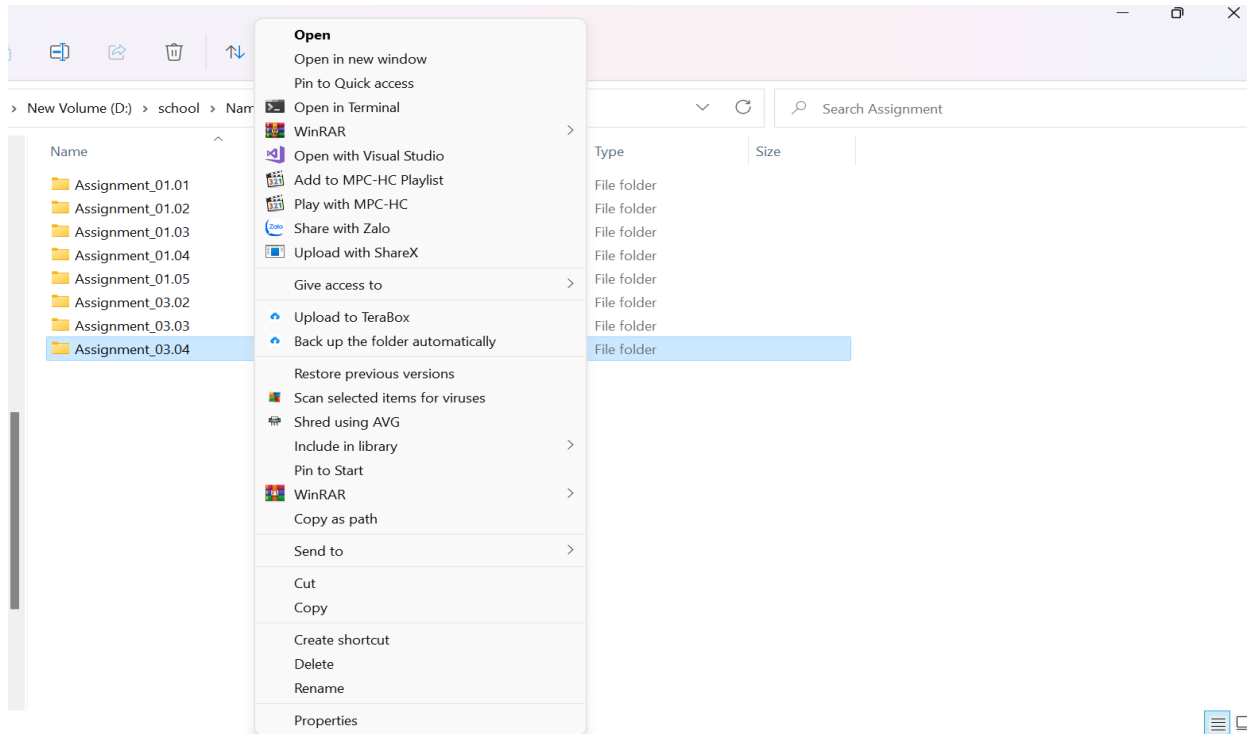 New Volume (D:) > school > Nam
Search Assignment
Name
Type
Size
Assignment_01.01
File folder
Assignment_01.02
File folder
Assignment_01.03
File folder
Assignment_01.04
File folder
Assignment_01.05
File folder
Assignment_03.02
File folder
Assignment_03.03
File folder
Assignment_03.04
File folder
Open
Open in new window
Pin to Quick access
Open in Terminal
WinRAR
Open with Visual Studio
Add to MPC-HC Playlist
Play with MPC-HC
Share with Zalo
Upload with ShareX
Give access to
Upload to TeraBox
Back up the folder automatically
Restore previous versions
Scan selected items for viruses
Shred using AVG
Include in library
Pin to Start
WinRAR
Copy as path
Send to
Cut
Copy
Create shortcut
Delete
Rename
Properties